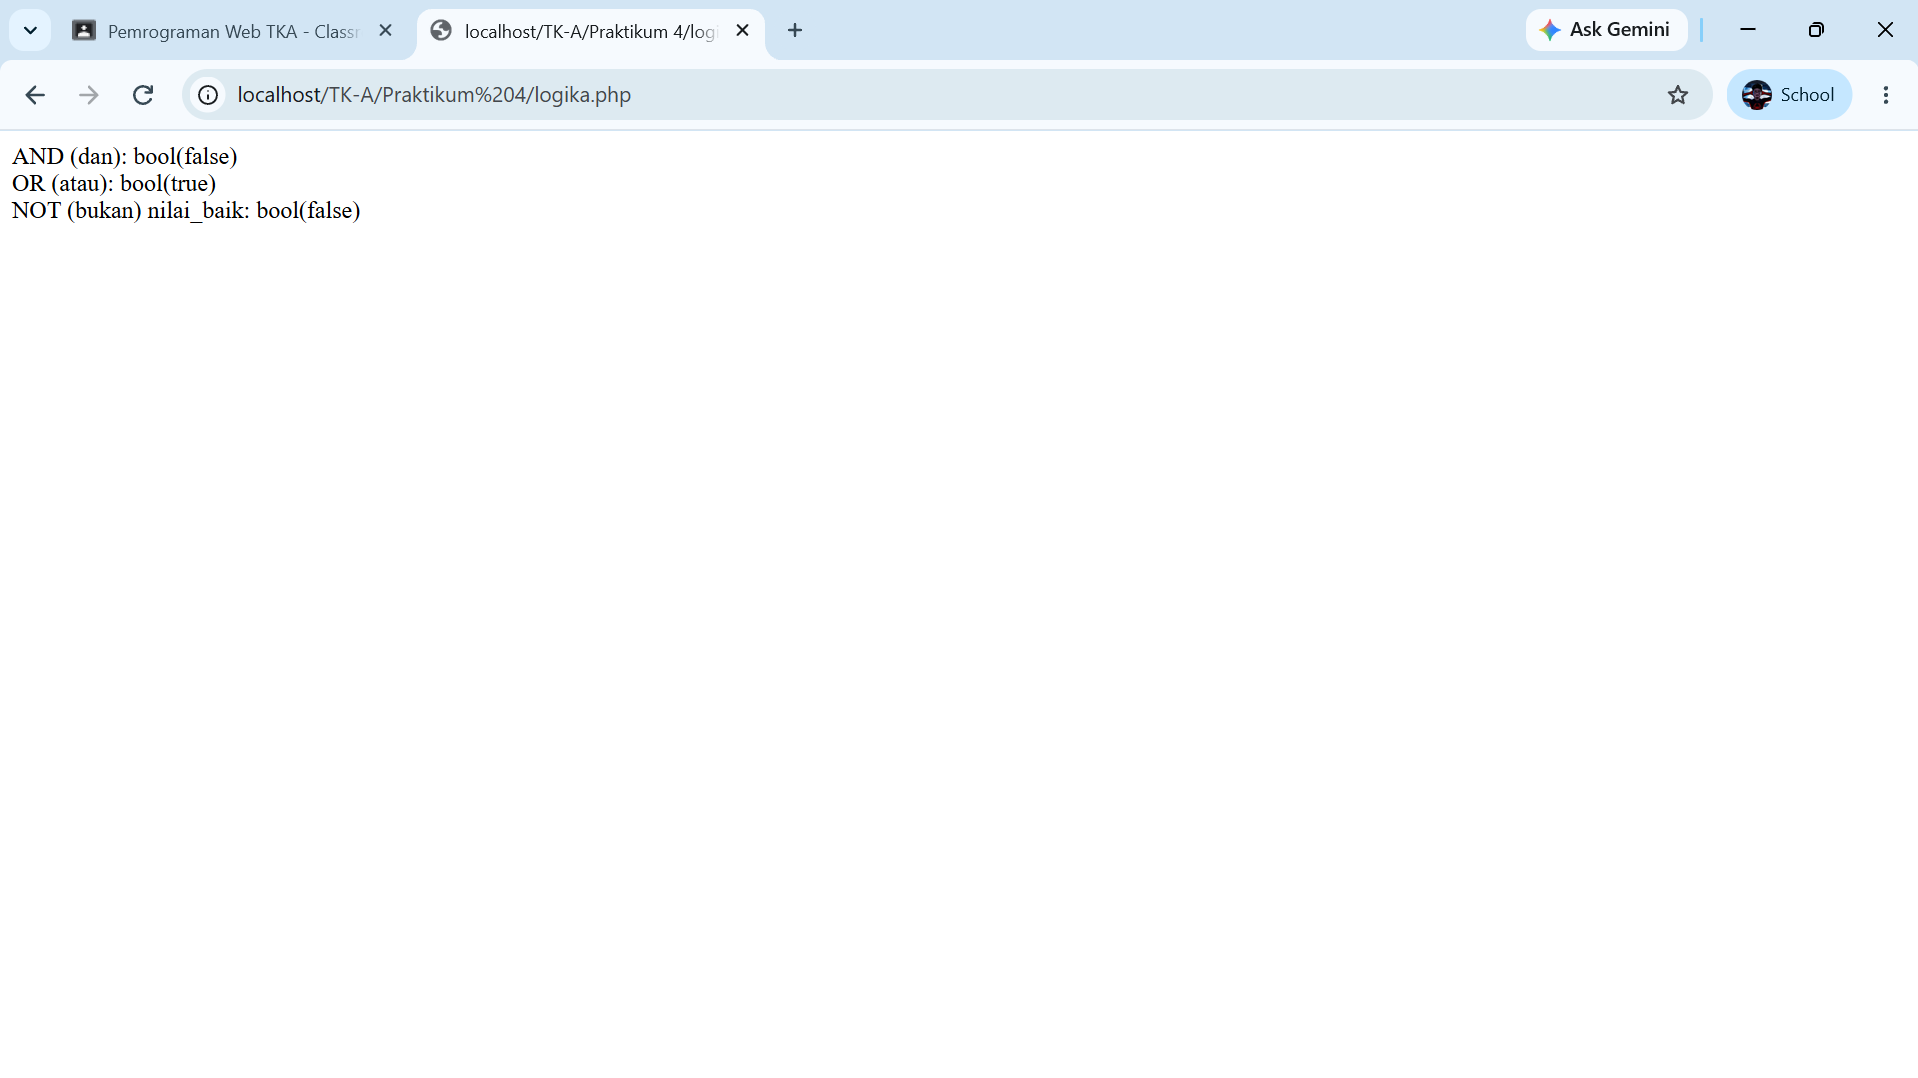 Pemrograman Web TKA - Classr
localhost/TK-A/Praktikum 4/logi
Ask Gemini
localhost/TK-A/Praktikum%204/logika.php
School
AND (dan): bool(false)
OR (atau): bool(true)
NOT (bukan) nilai_baik: bool(false)